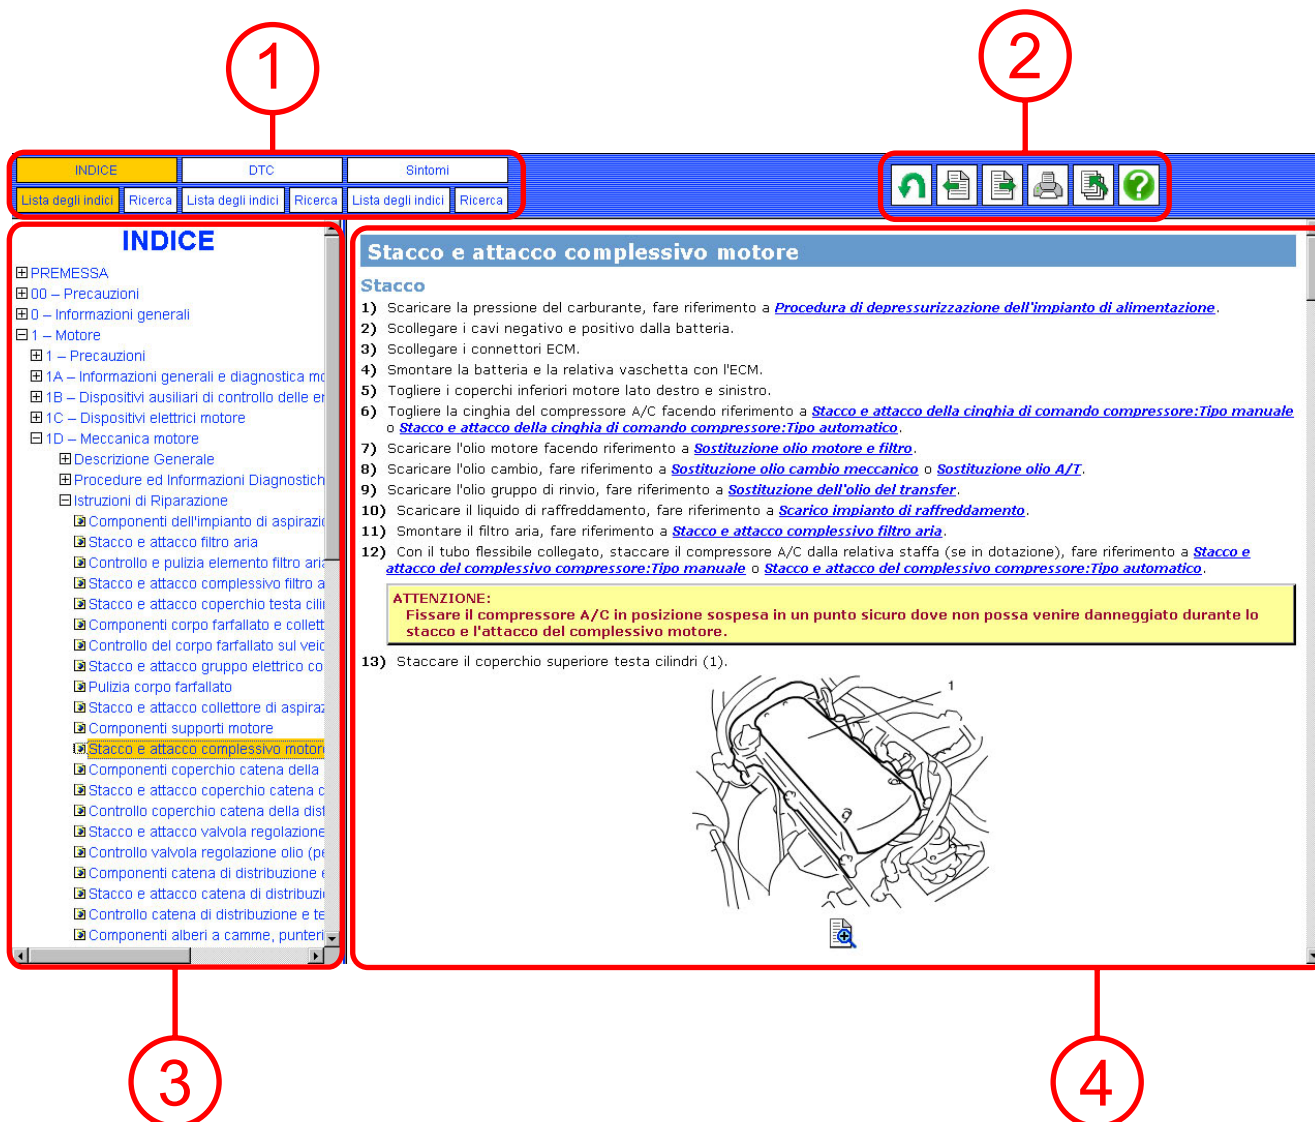 1
2
INDICE DTC Sintomi
Lista degli indici Ricerca Lista degli indici Ricerca Lista degli indici Ricerca
INDICE
PREMESSA
00 – Precauzioni
0 – Informazioni generali
1 – Motore
1 – Precauzioni
1A – Informazioni generali e diagnostica mo
1B – Dispositivi ausiliari di controllo delle er
1C – Dispositivi elettrici motore
1D – Meccanica motore
Descrizione Generale
Procedure ed Informazioni Diagnostich
Istruzioni di Riparazione
Componenti dell'impianto di aspirazio
Stacco e attacco filtro aria
Controllo e pulizia elemento filtro aria
Stacco e attacco complessivo filtro a
Stacco e attacco coperchio testa cilin
Componenti corpo farfallato e collett
Controllo del corpo farfallato sul veic
Stacco e attacco gruppo elettrico co
Pulizia corpo farfallato
Stacco e attacco collettore di aspiraz
Componenti supporti motore
Stacco e attacco complessivo motore
Componenti coperchio catena della
Stacco e attacco coperchio catena d
Controllo coperchio catena della dist
Stacco e attacco valvola regolazione
Controllo valvola regolazione olio (pe
Componenti catena di distribuzione e
Stacco e attacco catena di distribuzio
Controllo catena di distribuzione e te
Componenti alberi a camme, punteri
Stacco e attacco complessivo motore
Stacco
1) Scaricare la pressione del carburante, fare riferimento a Procedura di depressurizzazione dell'impianto di alimentazione.
2) Scollegare i cavi negativo e positivo dalla batteria.
3) Scollegare i connettori ECM.
4) Smontare la batteria e la relativa vaschetta con l'ECM.
5) Togliere i coperchi inferiori motore lato destro e sinistro.
6) Togliere la cinghia del compressore A/C facendo riferimento a Stacco e attacco della cinghia di comando compressore:Tipo manuale
o Stacco e attacco della cinghia di comando compressore:Tipo automatico.
7) Scaricare l'olio motore facendo riferimento a Sostituzione olio motore e filtro.
8) Scaricare l'olio cambio, fare riferimento a Sostituzione olio cambio meccanico o Sostituzione olio A/T.
9) Scaricare l'olio gruppo di rinvio, fare riferimento a Sostituzione dell'olio del transfer.
10) Scaricare il liquido di raffreddamento, fare riferimento a Scarico impianto di raffreddamento.
11) Smontare il filtro aria, fare riferimento a Stacco e attacco complessivo filtro aria.
12) Con il tubo flessibile collegato, staccare il compressore A/C dalla relativa staffa (se in dotazione), fare riferimento a Stacco e
attacco del complessivo compressore:Tipo manuale o Stacco e attacco del complessivo compressore:Tipo automatico.
ATTENZIONE:
Fissare il compressore A/C in posizione sospesa in un punto sicuro dove non possa venire danneggiato durante lo
stacco e l'attacco del complessivo motore.
13) Staccare il coperchio superiore testa cilindri (1).
1
3
4